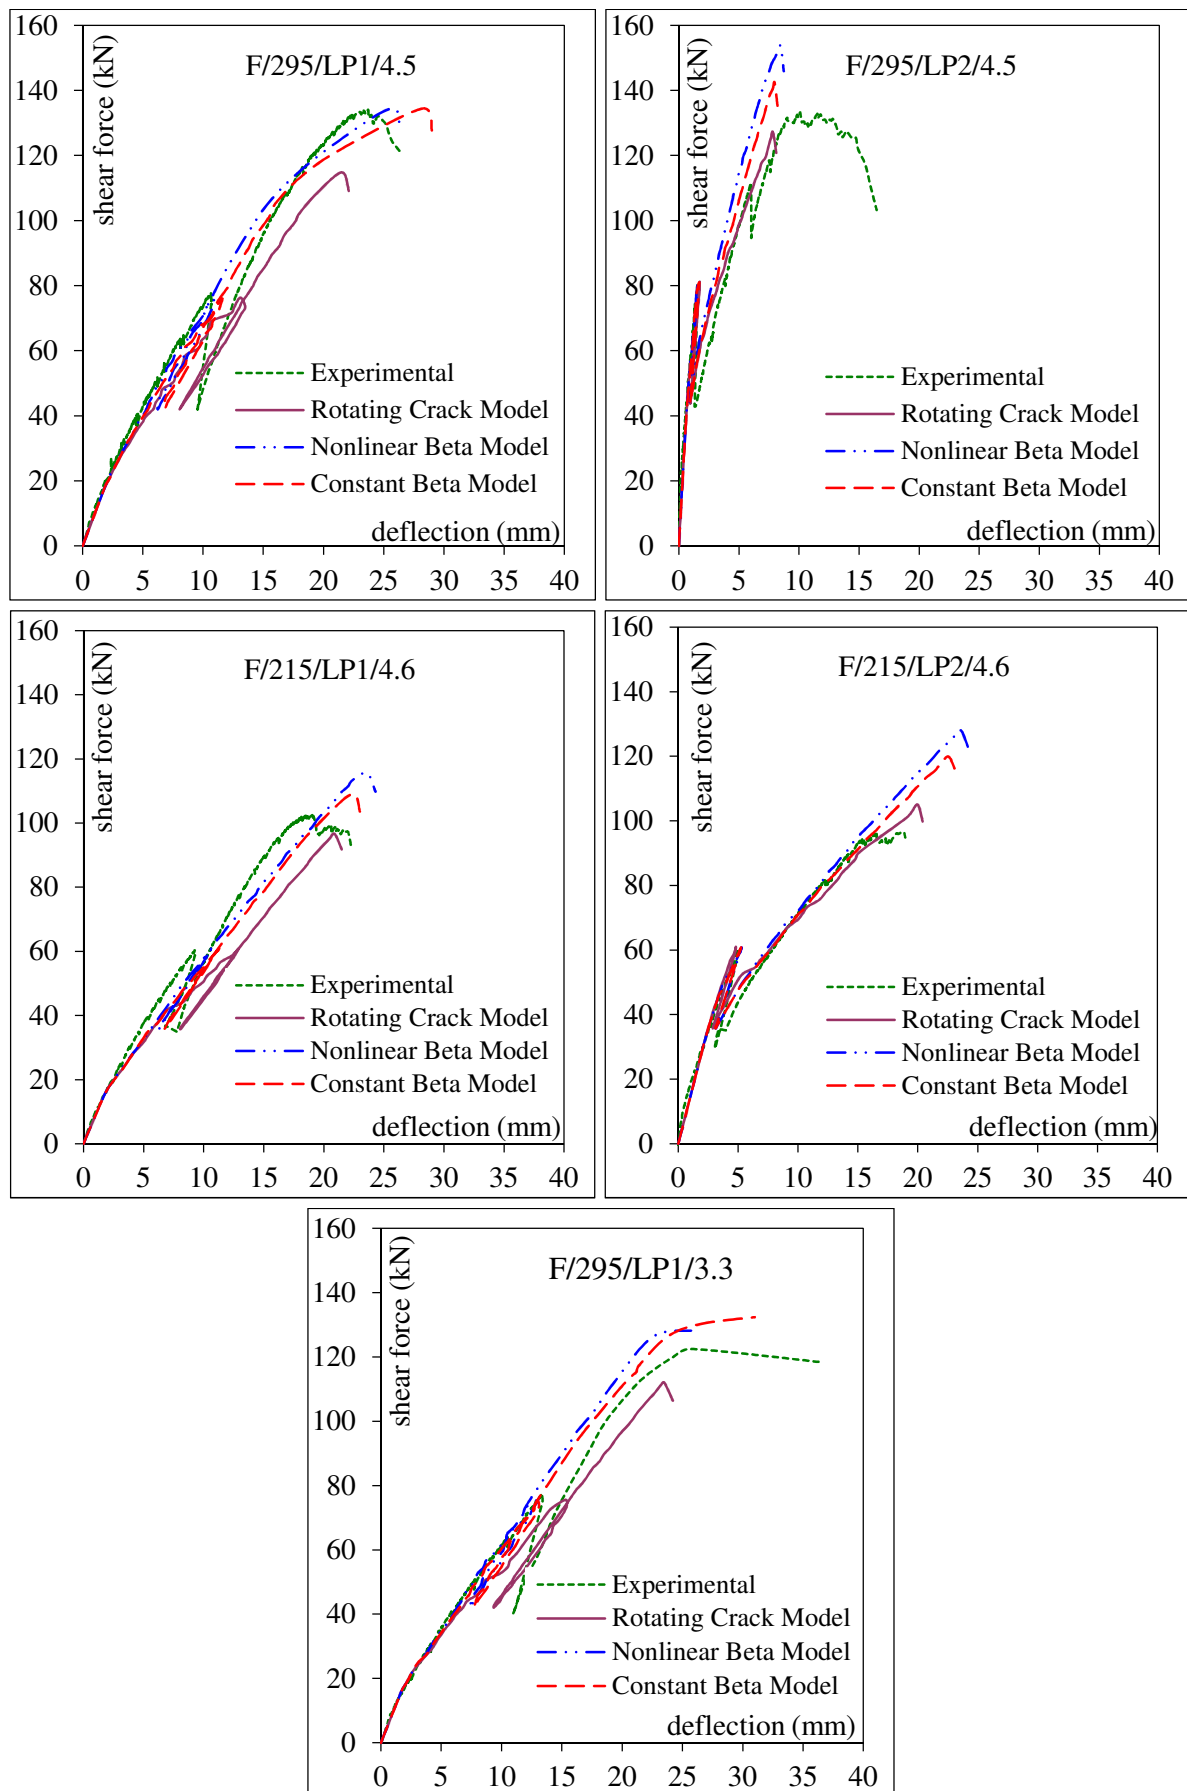 F/295/LP1/4.5
shear force (kN)
160
140
120
100
80
60
40
20
0
Experimental
Rotating Crack Model
Nonlinear Beta Model
Constant Beta Model
deflection (mm)
0 5 10 15 20 25 30 35 40
F/295/LP2/4.5
shear force (kN)
160
140
120
100
80
60
40
20
0
Experimental
Rotating Crack Model
Nonlinear Beta Model
Constant Beta Model
deflection (mm)
0 5 10 15 20 25 30 35 40
F/215/LP1/4.6
shear force (kN)
160
140
120
100
80
60
40
20
0
Experimental
Rotating Crack Model
Nonlinear Beta Model
Constant Beta Model
deflection (mm)
0 5 10 15 20 25 30 35 40
F/215/LP2/4.6
shear force (kN)
160
140
120
100
80
60
40
20
0
Experimental
Rotating Crack Model
Nonlinear Beta Model
Constant Beta Model
deflection (mm)
0 5 10 15 20 25 30 35 40
F/295/LP1/3.3
shear force (kN)
160
140
120
100
80
60
40
20
0
Experimental
Rotating Crack Model
Nonlinear Beta Model
Constant Beta Model
deflection (mm)
0 5 10 15 20 25 30 35 40